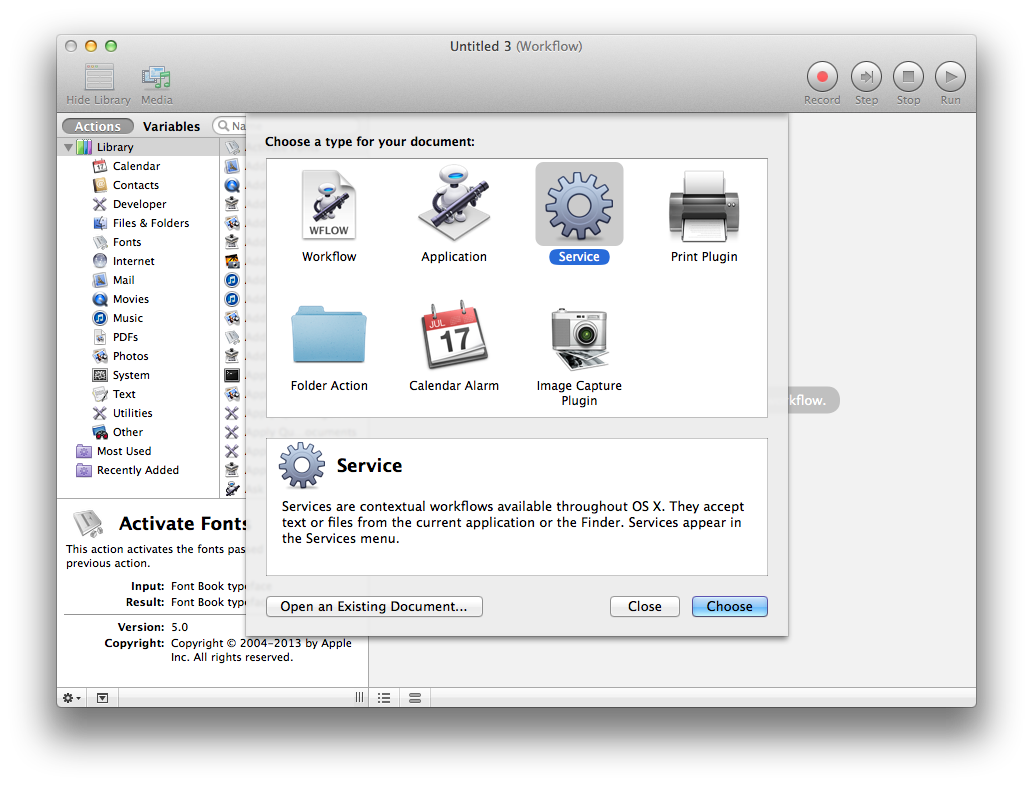 Untitled 3 (Workflow)
Hide Library
Media
Record
Step
Stop
Run
Actions
Variables
Na
Library
Calendar
Contacts
Developer
Files & Folders
Fonts
Internet
Mail
Movies
Music
PDFs
Photos
System
Text
Utilities
Other
Most Used
Recently Added
Choose a type for your document:
WFLOW
Workflow
Application
Service
Print Plugin
Folder Action
JUL
17
Calendar Alarm
Image Capture
Plugin
kflow.
Service
Services are contextual workflows available throughout OS X. They accept
text or files from the current application or the Finder. Services appear in
the Services menu.
Open an Existing Document...
Close
Choose
Activate Fonts
This action activates the fonts pas
previous action.
Input: Font Book typeface
Result: Font Book typeface
Version: 5.0
Copyright: Copyright © 2004-2013 by Apple
Inc. All rights reserved.